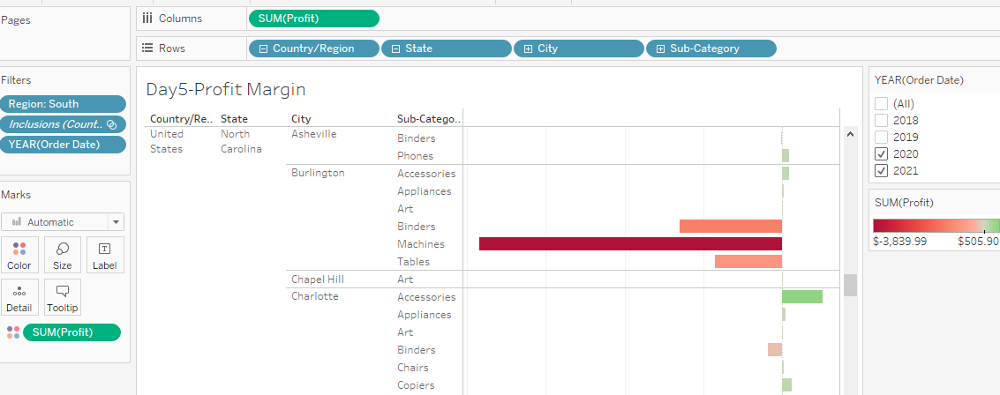 Pages
Columns
SUM(Profit)
Rows
Country/Region
State
City
Sub-Category
Filters
Region: South
Inclusions (Count..
YEAR(Order Date)
Marks
Automatic
Color
Size
Label
Detail
Tooltip
SUM(Profit)
Day5-Profit Margin
Country/Re.. State City Sub-Catego..
United States
North Carolina
Asheville
Binders
Phones
Burlington
Accessories
Appliances
Art
Binders
Machines
Tables
Chapel Hill
Art
Charlotte
Accessories
Appliances
Art
Binders
Chairs
Copiers
YEAR(Order Date)
(All)
2018
2019
2020
2021
SUM(Profit)
$-3,839.99 $505.90